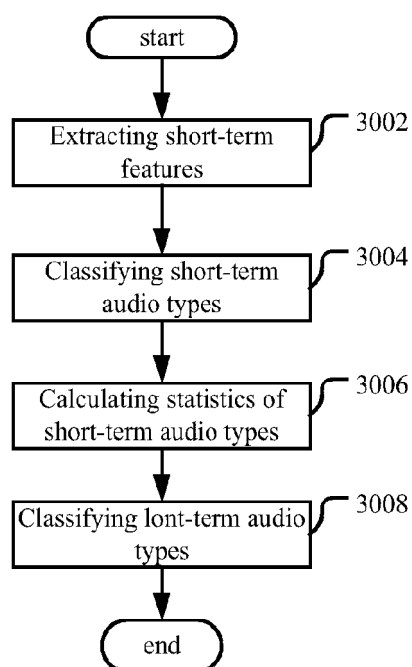 start
3002
Extracting short-term
features
3004
Classifying short-term
audio types
3006
Calculating statistics of
short-term audio types
3008
Classifying lont-term audio
types
end